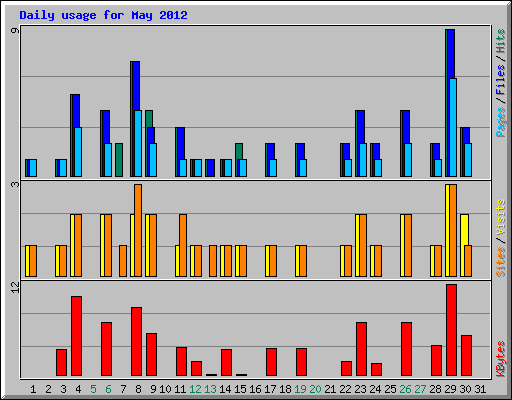 Daily usage for May 2012
9
Pages / Files / Hits
3
Sites / Visits
12
KBytes
1 2 3 4 5 6 7 8 9 10 11 12 13 14 15 16 17 18 19 20 21 22 23 24 25 26 27 28 29 30 31